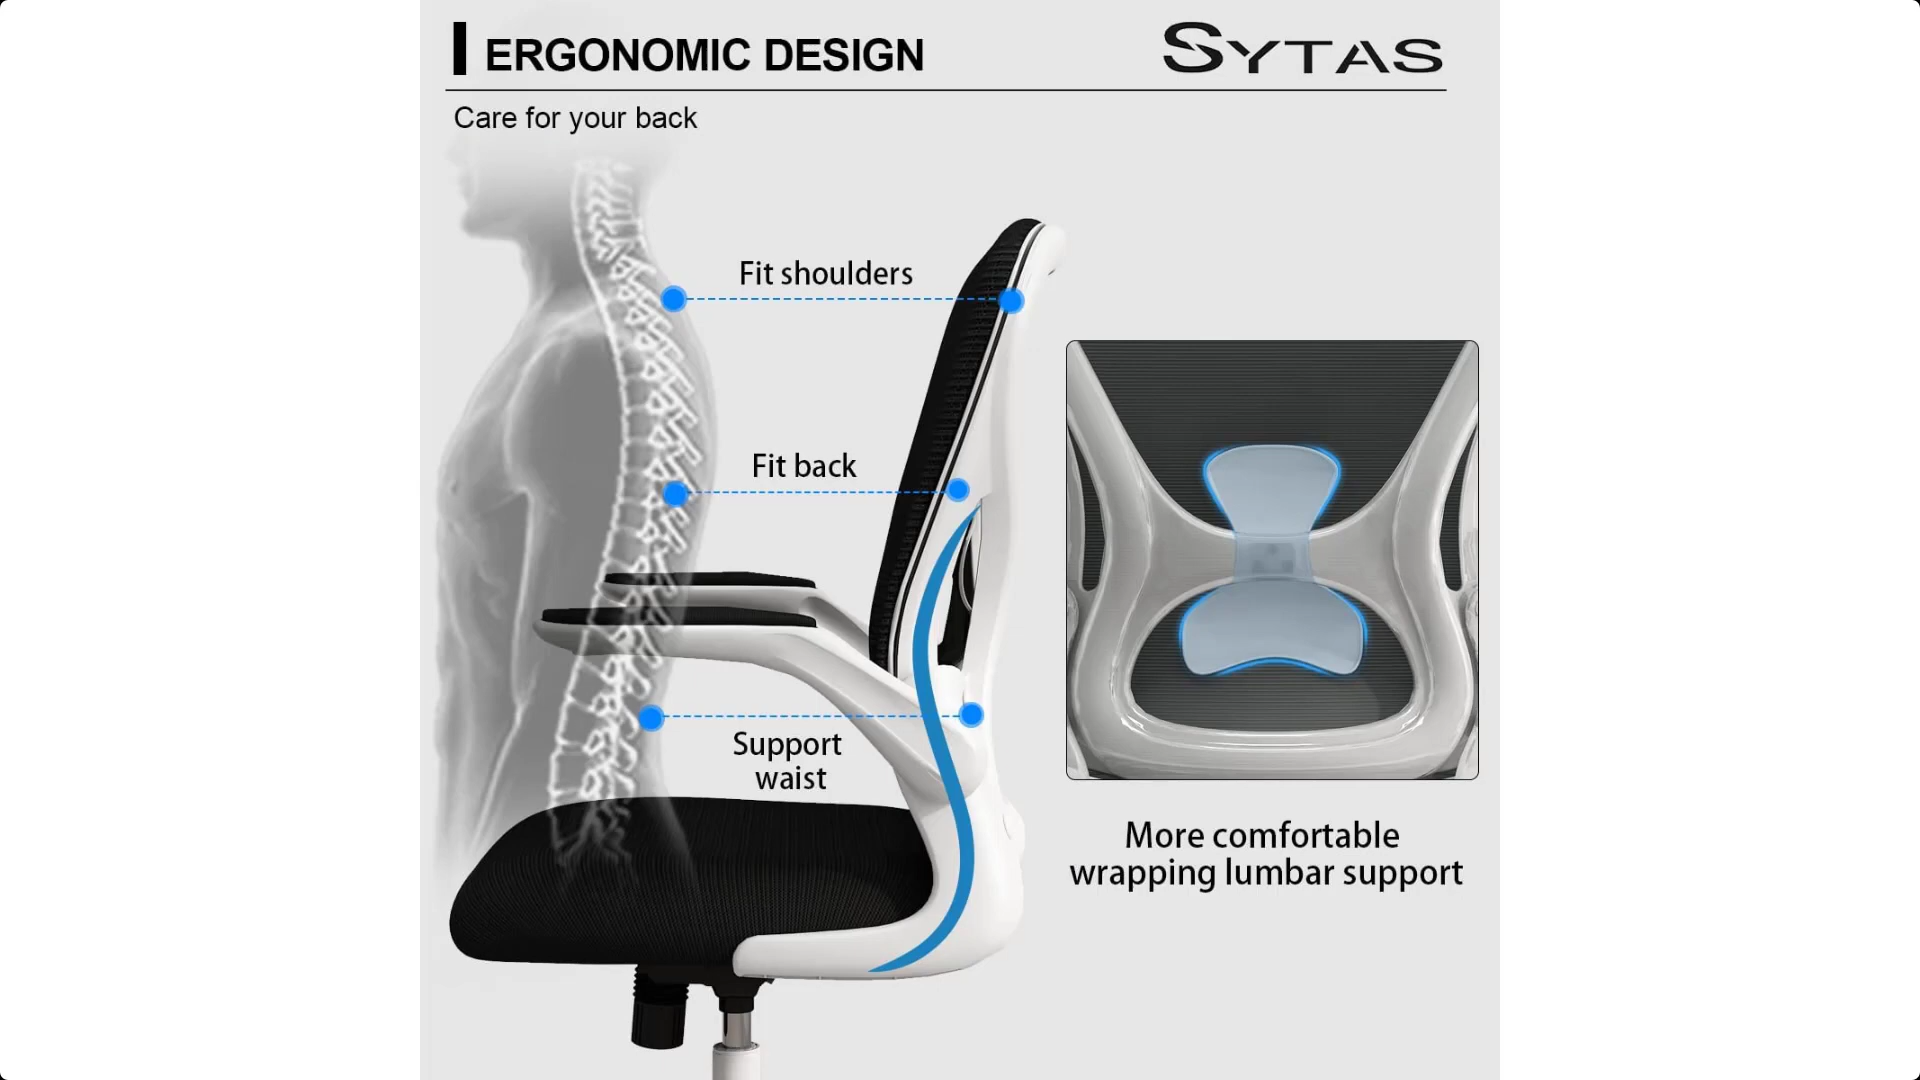 ERGONOMIC DESIGN
SYTAS
Care for your back
Fit shoulders
Fit back
Support
waist
More comfortable
wrapping lumbar support